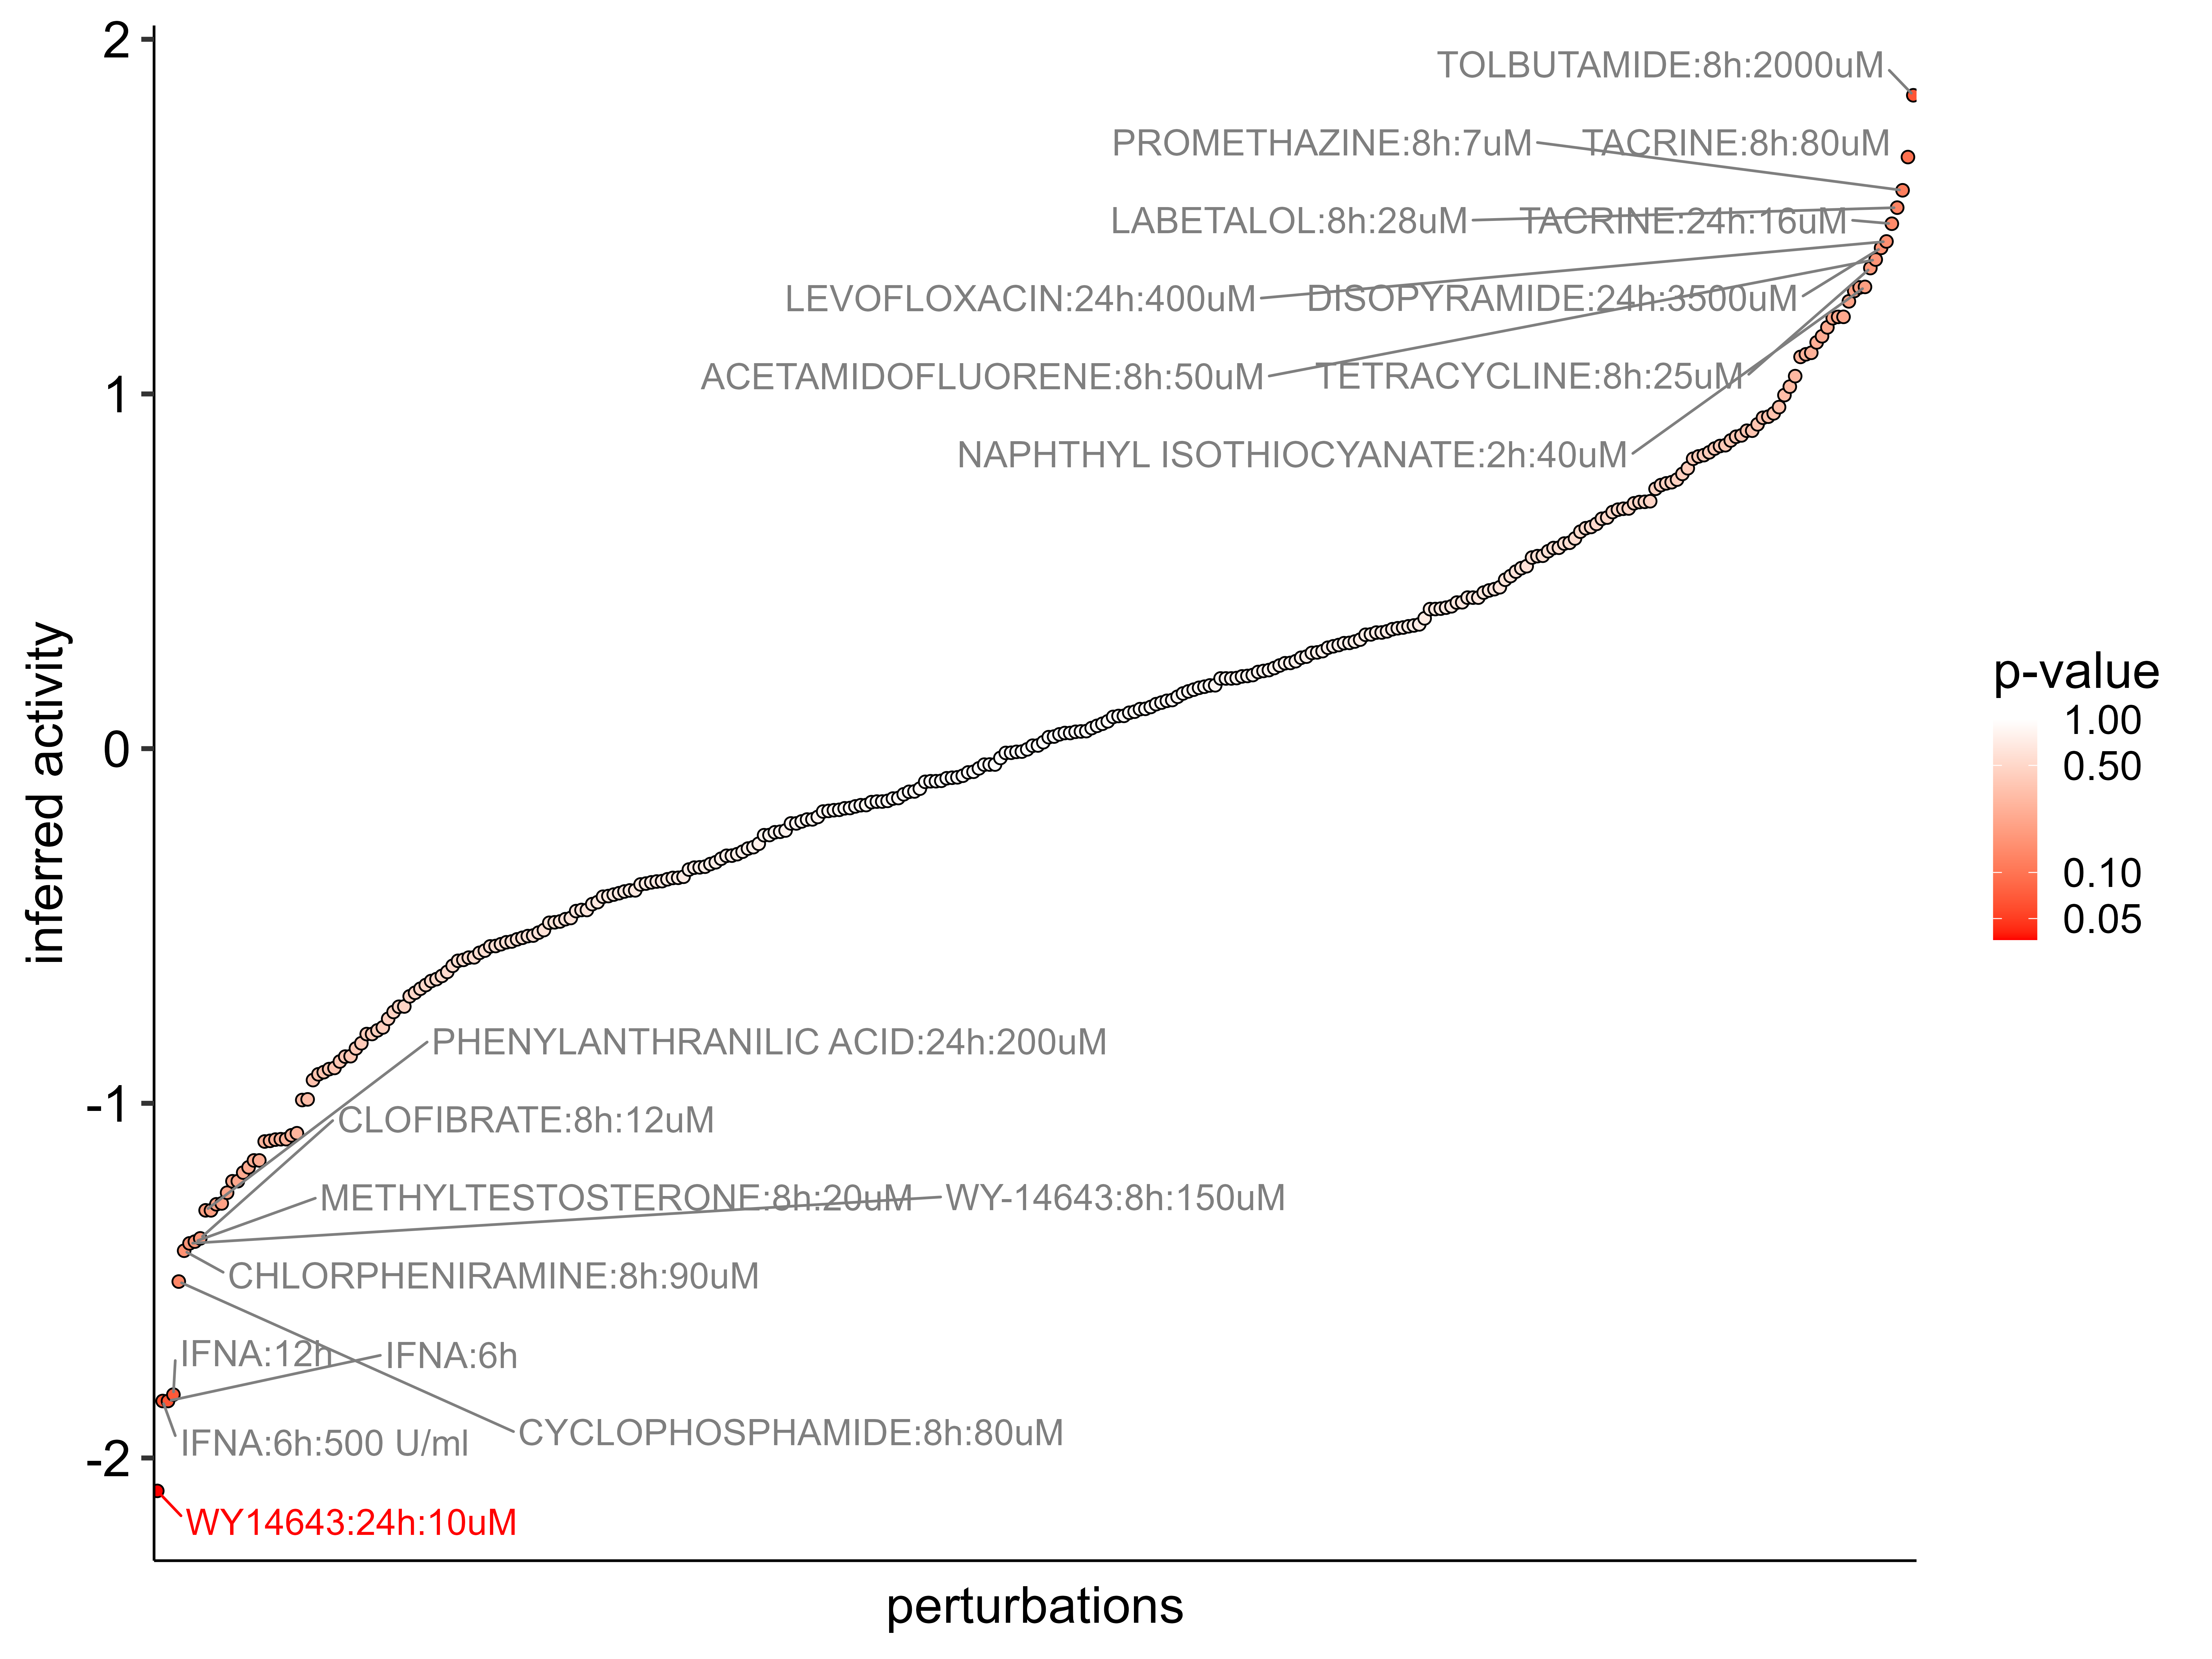 2
TOLBUTAMIDE:8h:2000uM
PROMETHAZINE:8h:7uM
TACRINE:8h:80uM
LABETALOL:8h:28uM
TACRINE:24h:16uM
LEVOFLOXACIN:24h:400uM
DISOPYRAMIDE:24h:3500uM
ACETAMIDOFLUORENE:8h:50uM
TETRACYCLINE:8h:25uM
1
NAPHTHYL ISOTHIOCYANATE:2h:40uM
p-value
1.00
0.50
0.10
0.05
0
inferred activity
PHENYLANTHRANILIC ACID:24h:200uM
-1
CLOFIBRATE:8h:12uM
METHYLTESTOSTERONE:8h:20uM
WY-14643:8h:150uM
CHLORPHENIRAMINE:8h:90uM
IFNA:12h
IFNA:6h
CYCLOPHOSPHAMIDE:8h:80uM
IFNA:6h:500 U/ml
-2
WY14643:24h:10uM
perturbations